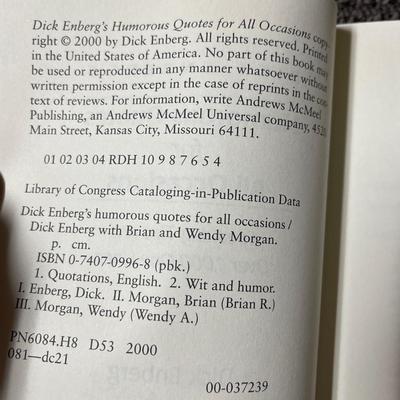 Dick Enberg's Humorous Quotes for All Occasions copy-
right © 2000 by Dick Enberg. All rights reserved. Printed
in the United States of America. No part of this book may
be used or reproduced in any manner whatsoever without
written permission except in the case of reprints in the con-
text of reviews. For information, write Andrews McMeel
Publishing, an Andrews McMeel Universal company, 4520
Main Street, Kansas City, Missouri 64111.
01 02 03 04 RDH 10 9 8 7 6 5 4
Library of Congress Cataloging-in-Publication Data
Dick Enberg's humorous quotes for all occasions /
Dick Enberg with Brian and Wendy Morgan.
p. cm.
ISBN 0-7407-0996-8 (pbk.)
1. Quotations, English. 2. Wit and humor.
I. Enberg, Dick. II. Morgan, Brian (Brian R.)
III. Morgan, Wendy (Wendy A.)
PN6084.H8 D53 2000
081—dc21
00-037239